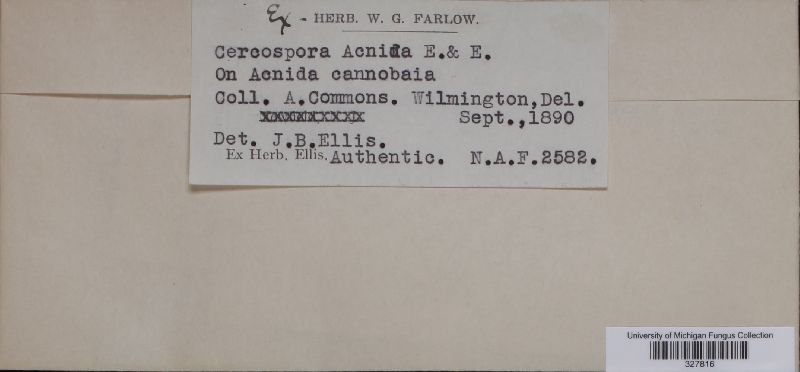 Ex - HERB. W. G. FARLOW.
Cercospora Acnida E.& E.
On Acnida cannobaia
Coll. A.Commons. Wilmington,Del.
Sept.,1890
Det. J.B.Ellis.
Ex Herb. Ellis. Authentic. N.A.F.2582.
University of Michigan Fungus Collection
327816